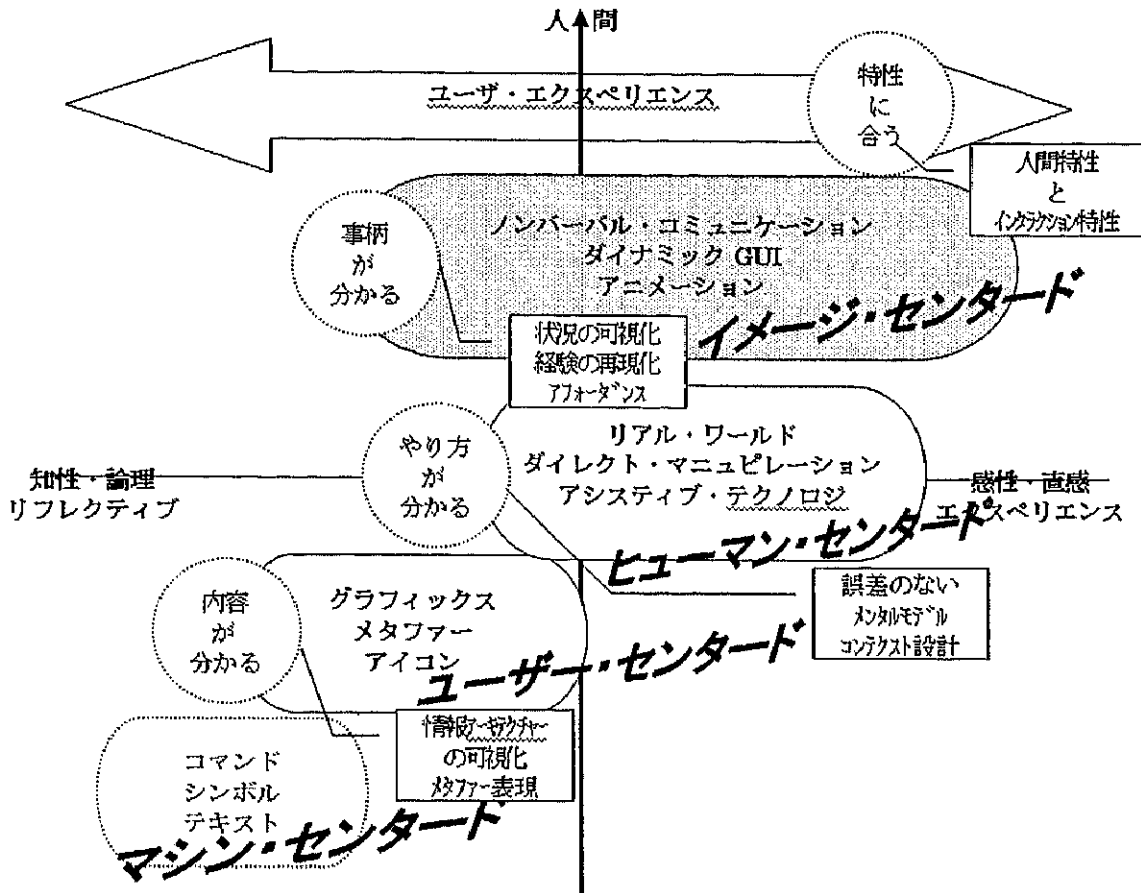 人間
ユーザ・エクスペリエンス
特性
に
合う
人間特性
と
インタラクション特性
事柄
が
分かる
ノンバーバル・コミュニケーション
ダイナミック GUI
アニメーション
イメージ・センタード
状況の可視化
経験の再現化
アフォーダンス
やり方
が
分かる
リアル・ワールド
ダイレクト・マニュピレーション
アシスティブ・テクノロジ
知性・論理
リフレクティブ
感性・直感
エクスペリエンス
ヒューマン・センタード
誤差のない
メンタルモデル
コンテクスト設計
内容
が
分かる
グラフィックス
メタファー
アイコン
ユーザー・センタード
情報アーキテクチャー
の可視化
メタファー表現
コマンド
シンボル
テキスト
マシン・センタード